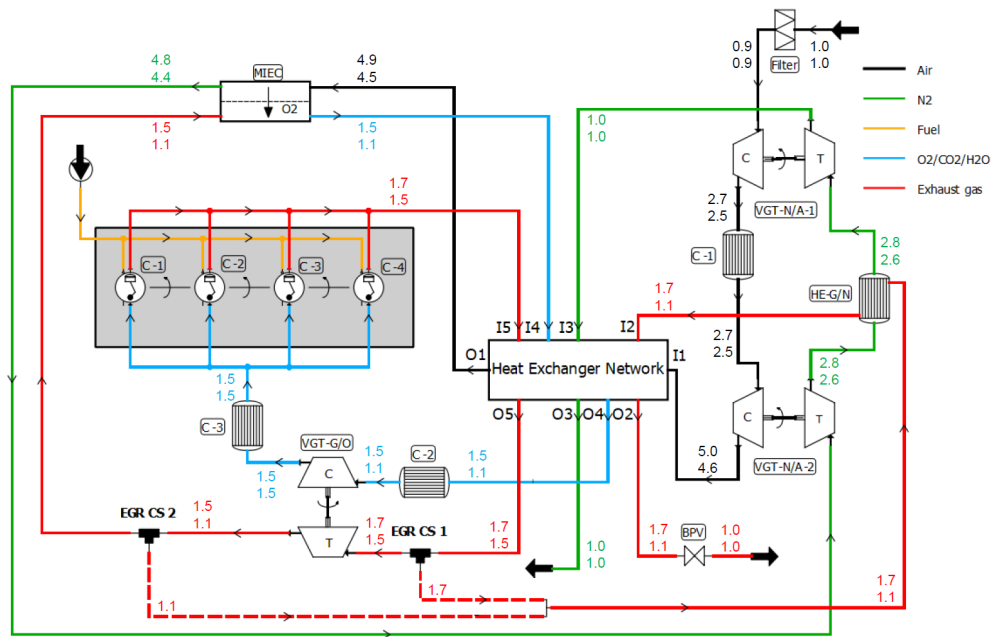 1.0
1.0
0.9
0.9
Filter
Air
N2
Fuel
O2/CO2/H2O
Exhaust gas
4.8
4.4
MIEC
O2
4.9
4.5
1.5
1.1
1.5
1.1
1.0
1.0
C
T
VGT-N/A-1
2.7
2.5
C-1
2.8
2.6
HE-G/N
1.7
1.5
C-1
C-2
C-3
C-4
1.7
1.1
I5
I4
I3
I2
I1
O1
Heat Exchanger Network
O5
O3
O4
O2
2.7
2.5
2.8
2.6
C
T
VGT-N/A-2
5.0
4.6
1.5
1.5
C-3
VGT-G/O
C
T
1.5
1.5
1.5
1.1
C-2
1.5
1.1
EGR CS 2
1.5
1.1
1.7
1.5
EGR CS 1
1.7
1.5
1.0
1.0
1.7
1.1
BPV
1.0
1.0
1.7
1.1
1.7
1.1